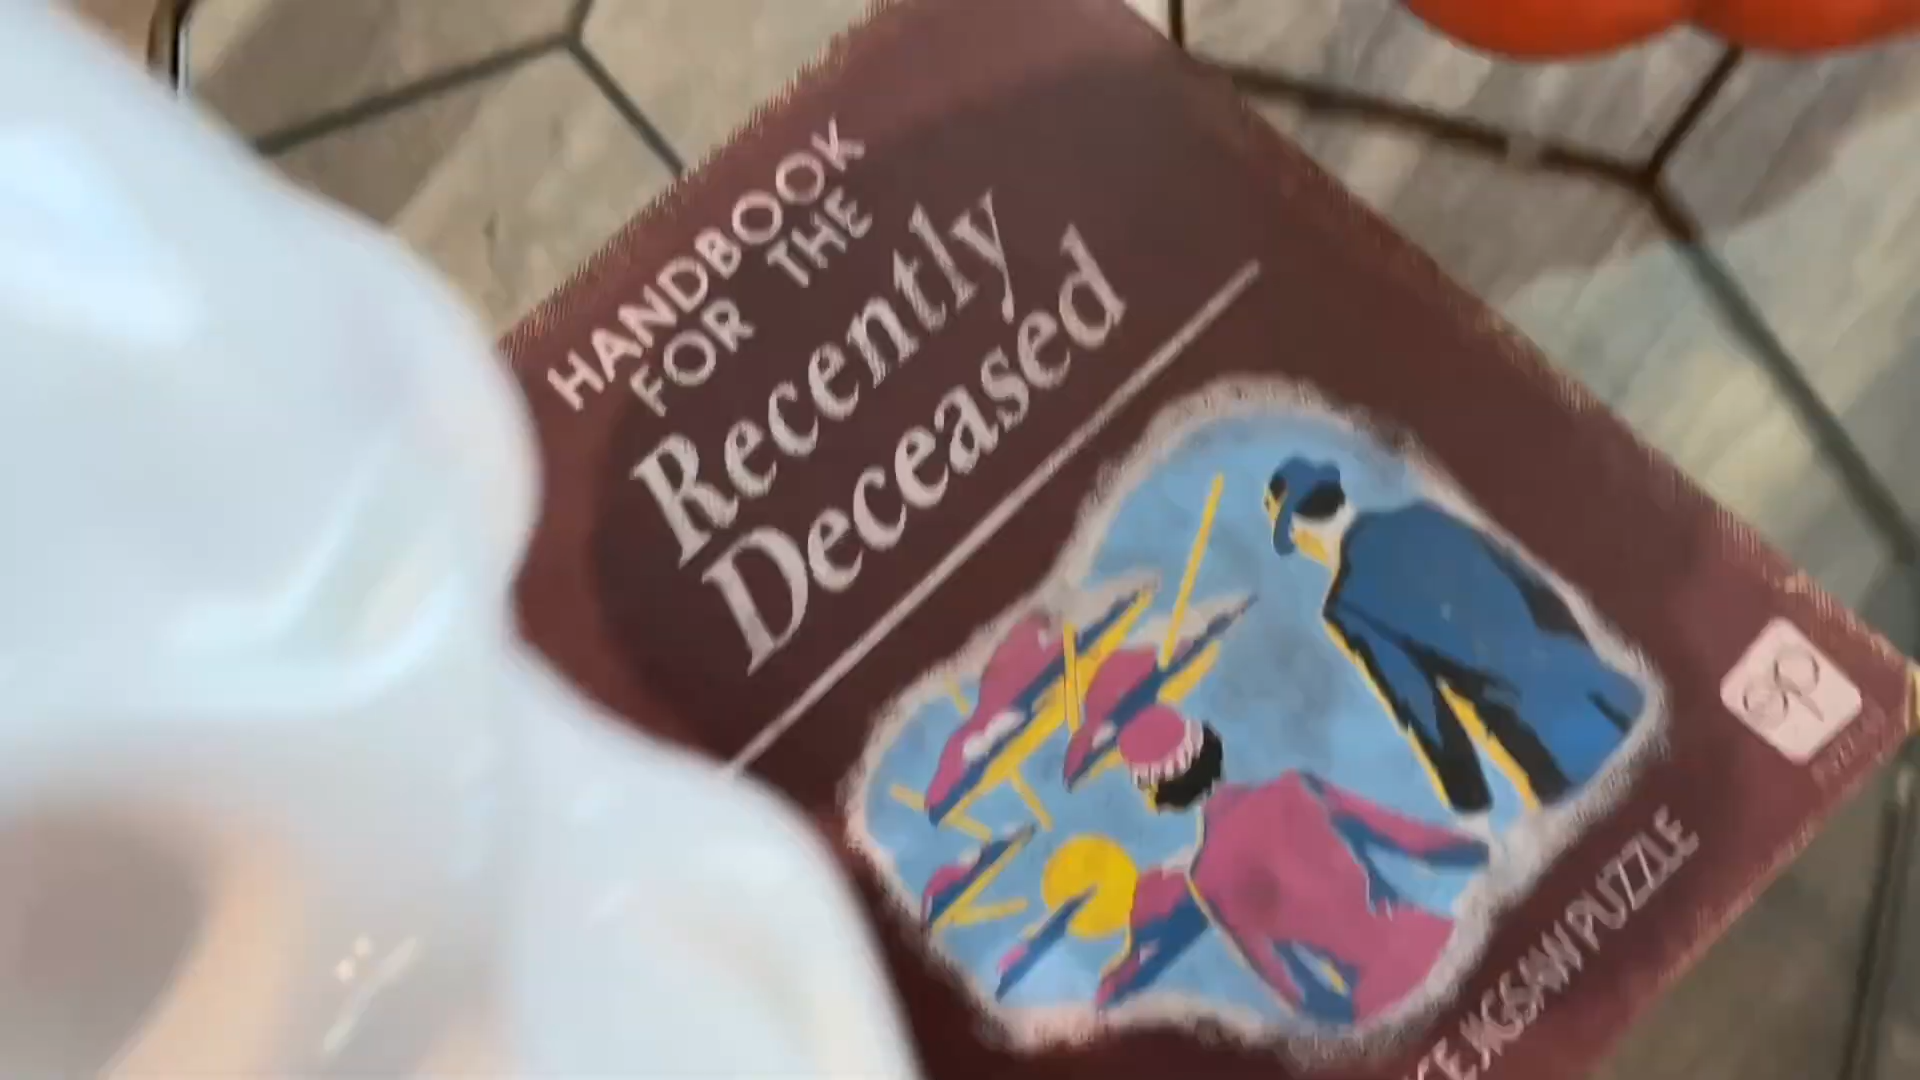 HANDBOOK
FOR THE
Recently
Deceased
JIGSAW PUZZLE